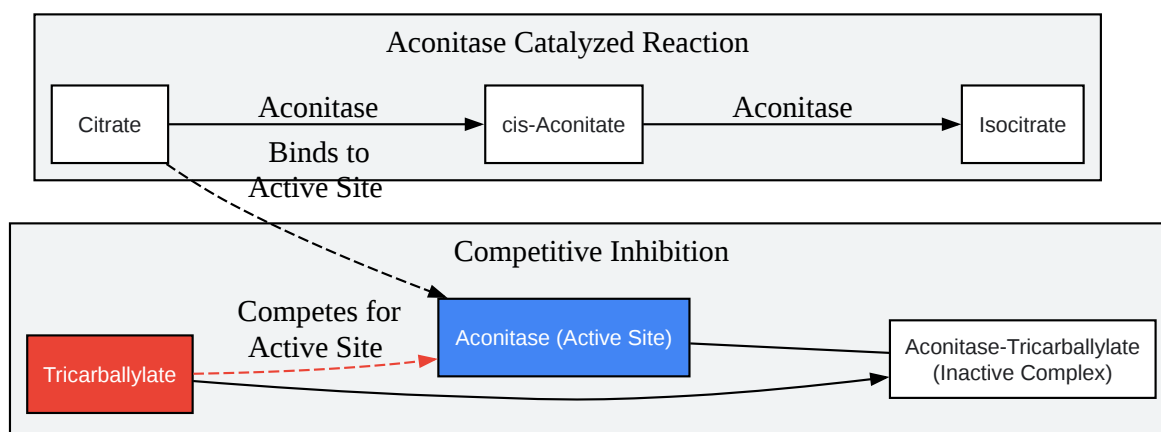 Aconitase Catalyzed Reaction
Citrate
Aconitase
cis-Aconitate
Aconitase
Isocitrate
Binds to
Active Site
Competitive Inhibition
Competes for
Active Site
Tricarballylate
Aconitase (Active Site)
Aconitase-Tricarballylate
(Inactive Complex)